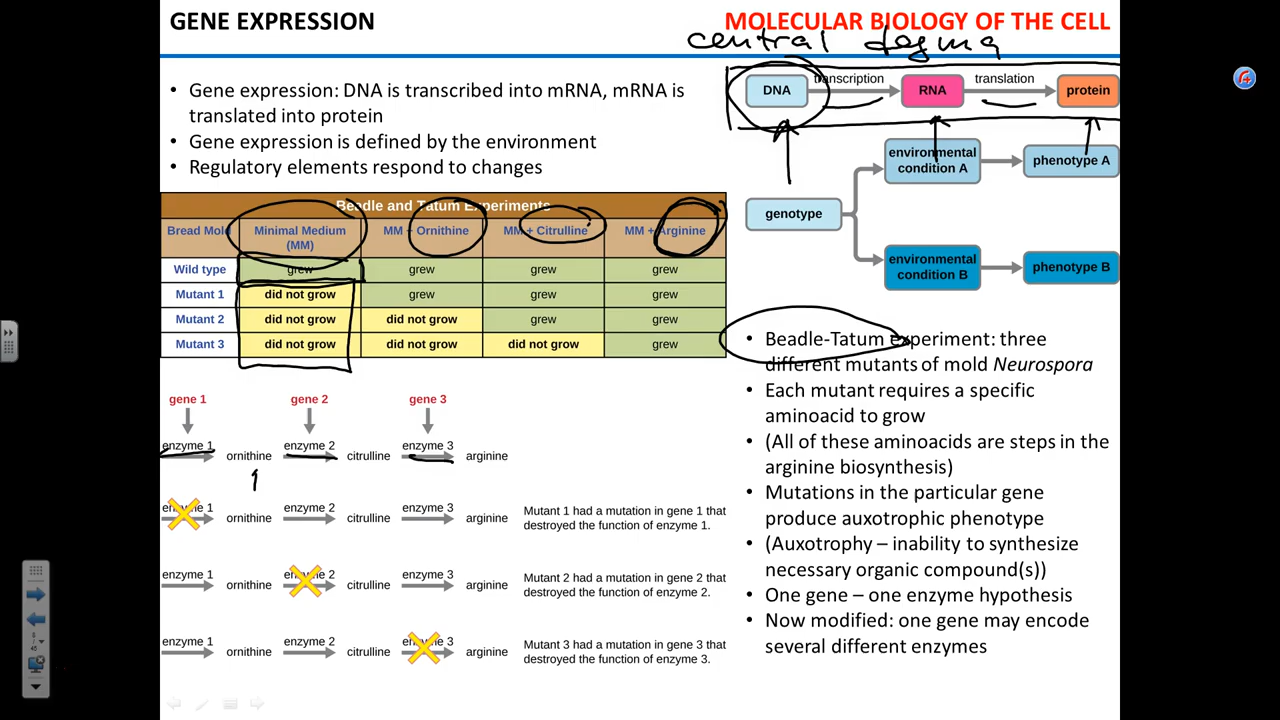 GENE EXPRESSION
MOLECULAR BIOLOGY OF THE CELL
central dogma
• Gene expression: DNA is transcribed into mRNA, mRNA is
translated into protein
• Gene expression is defined by the environment
• Regulatory elements respond to changes
DNA transcription RNA translation protein
environmental
condition A
phenotype A
genotype
environmental
condition B
phenotype B
Beadle and Tatum Experiments
Bread Mold Minimal Medium
(MM)
MM + Ornithine MM + Citrulline MM + Arginine
Wild type grew grew grew grew
Mutant 1 did not grow grew grew grew
Mutant 2 did not grow did not grow grew grew
Mutant 3 did not grow did not grow did not grow grew
gene 1 gene 2 gene 3
enzyme 1 enzyme 2 enzyme 3
ornithine citrulline arginine
enzyme 1 enzyme 2 enzyme 3
ornithine citrulline arginine
Mutant 1 had a mutation in gene 1 that
destroyed the function of enzyme 1.
enzyme 1 enzyme 2 enzyme 3
ornithine citrulline arginine
Mutant 2 had a mutation in gene 2 that
destroyed the function of enzyme 2.
enzyme 1 enzyme 2 enzyme 3
ornithine citrulline arginine
Mutant 3 had a mutation in gene 3 that
destroyed the function of enzyme 3.
• Beadle-Tatum experiment: three
different mutants of mold Neurospora
• Each mutant requires a specific
aminoacid to grow
• (All of these aminoacids are steps in the
arginine biosynthesis)
• Mutations in the particular gene
produce auxotrophic phenotype
• (Auxotrophy – inability to synthesize
necessary organic compound(s))
• One gene – one enzyme hypothesis
• Now modified: one gene may encode
several different enzymes